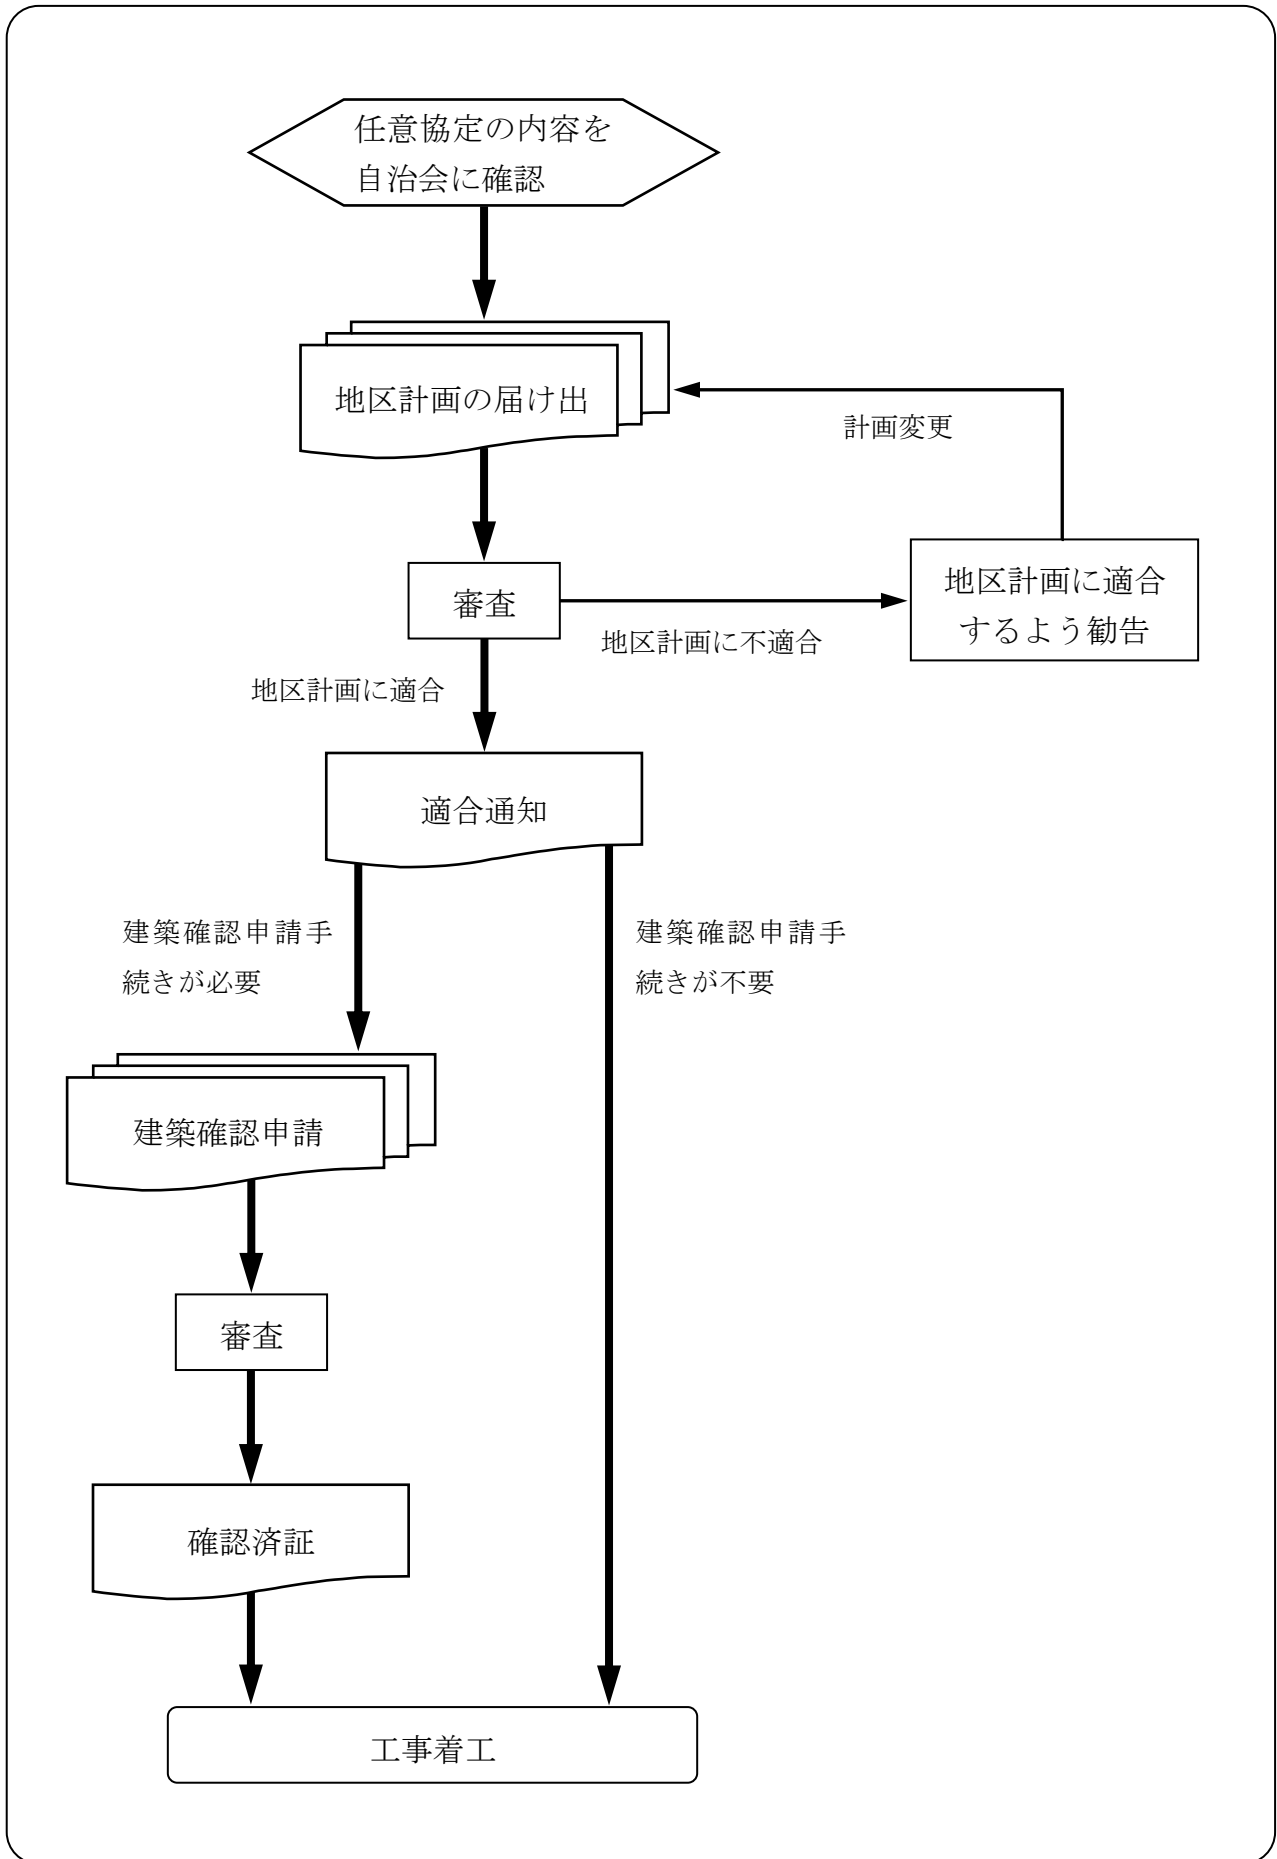 任意協定の内容を
自治会に確認
地区計画の届け出
計画変更
審査
地区計画に不適合
地区計画に適合
するよう勧告
地区計画に適合
適合通知
建築確認申請手
続きが必要
建築確認申請手
続きが不要
建築確認申請
審査
確認済証
工事着工